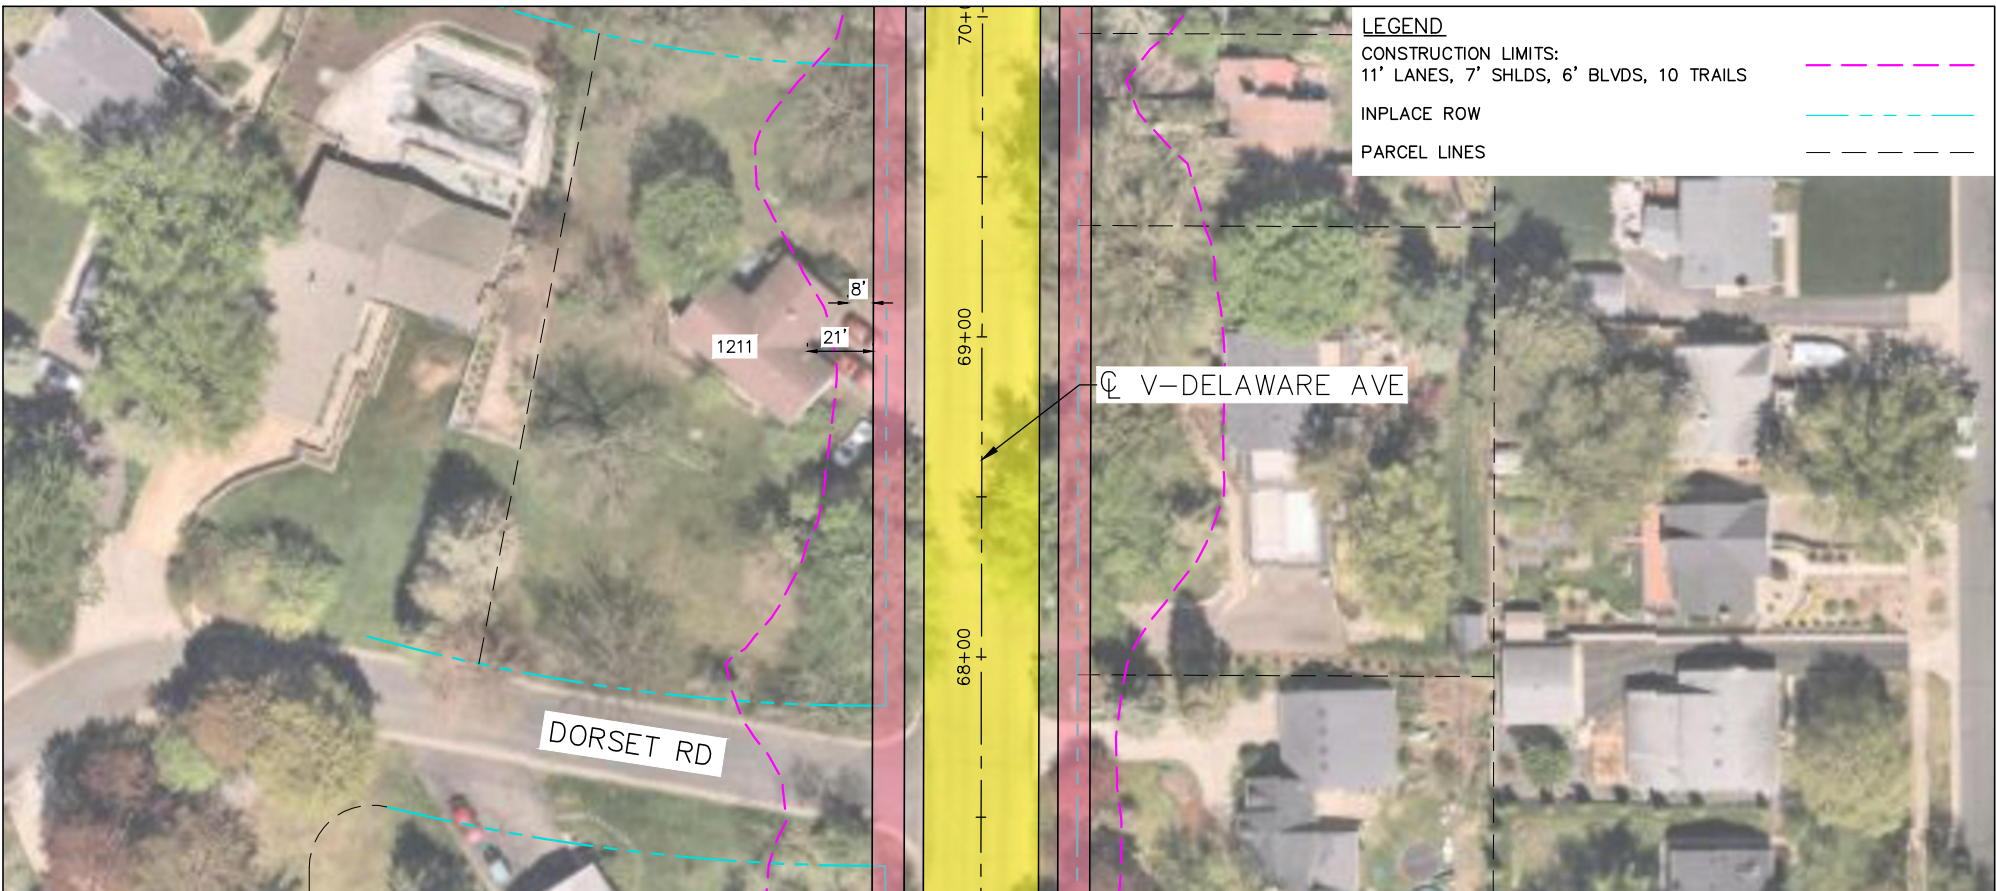 LEGEND
CONSTRUCTION LIMITS:
11' LANES, 7' SHLDS, 6' BLVDS, 10 TRAILS
INPLACE ROW
PARCEL LINES
8'
21'
1211
69+00
℄ V-DELAWARE AVE
68+00
DORSET RD